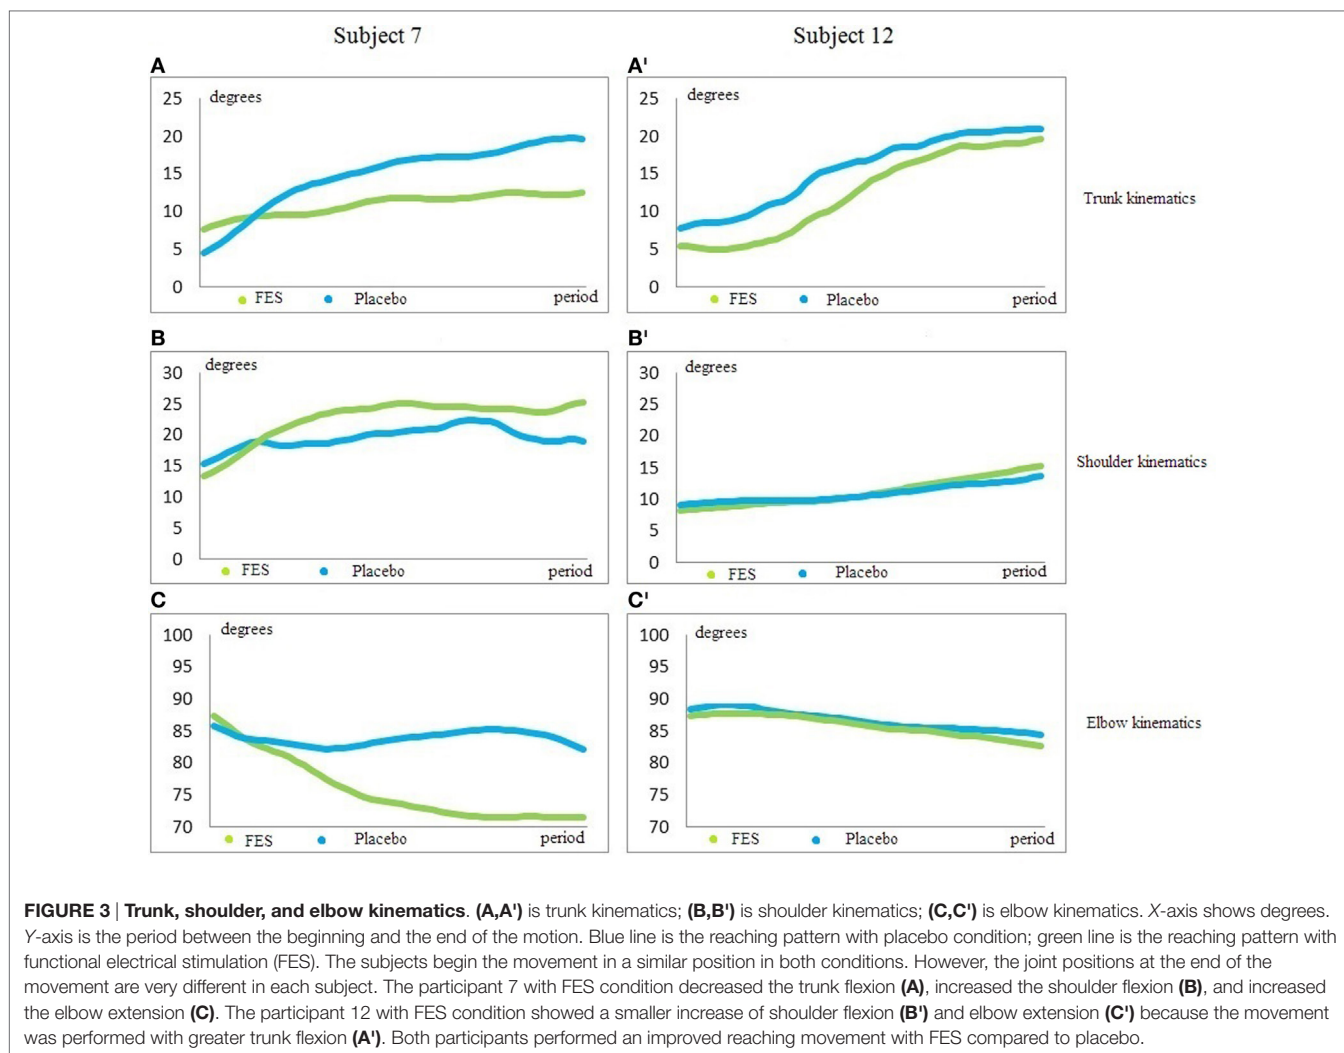 Subject 7
Subject 12
A
degrees
25
20
15
10
5
0
FES
Placebo
period
A'
degrees
25
20
15
10
5
0
FES
Placebo
period
Trunk kinematics
B
degrees
30
25
20
15
10
5
0
FES
Placebo
period
B'
degrees
30
25
20
15
10
5
0
FES
Placebo
period
Shoulder kinematics
C
degrees
100
95
90
85
80
75
70
FES
Placebo
period
C'
degrees
100
95
90
85
80
75
70
FES
Placebo
period
Elbow kinematics
FIGURE 3 | Trunk, shoulder, and elbow kinematics. (A,A') is trunk kinematics; (B,B') is shoulder kinematics; (C,C') is elbow kinematics. X-axis shows degrees.
Y-axis is the period between the beginning and the end of the motion. Blue line is the reaching pattern with placebo condition; green line is the reaching pattern with
functional electrical stimulation (FES). The subjects begin the movement in a similar position in both conditions. However, the joint positions at the end of the
movement are very different in each subject. The participant 7 with FES condition decreased the trunk flexion (A), increased the shoulder flexion (B), and increased
the elbow extension (C). The participant 12 with FES condition showed a smaller increase of shoulder flexion (B') and elbow extension (C') because the movement
was performed with greater trunk flexion (A'). Both participants performed an improved reaching movement with FES compared to placebo.